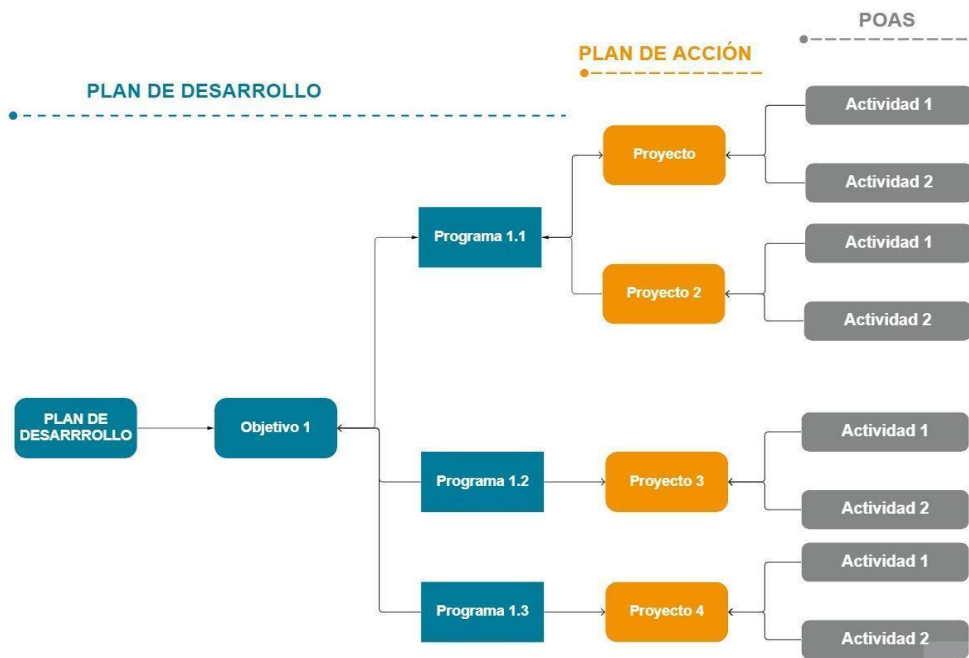 POAS
PLAN DE ACCIÓN
PLAN DE DESARROLLO
Actividad 1
Proyecto
Actividad 2
Programa 1.1
Actividad 1
Proyecto 2
Actividad 2
PLAN DE
DESARRROLLO
Objetivo 1
Actividad 1
Programa 1.2
Proyecto 3
Actividad 2
Actividad 1
Programa 1.3
Proyecto 4
Actividad 2